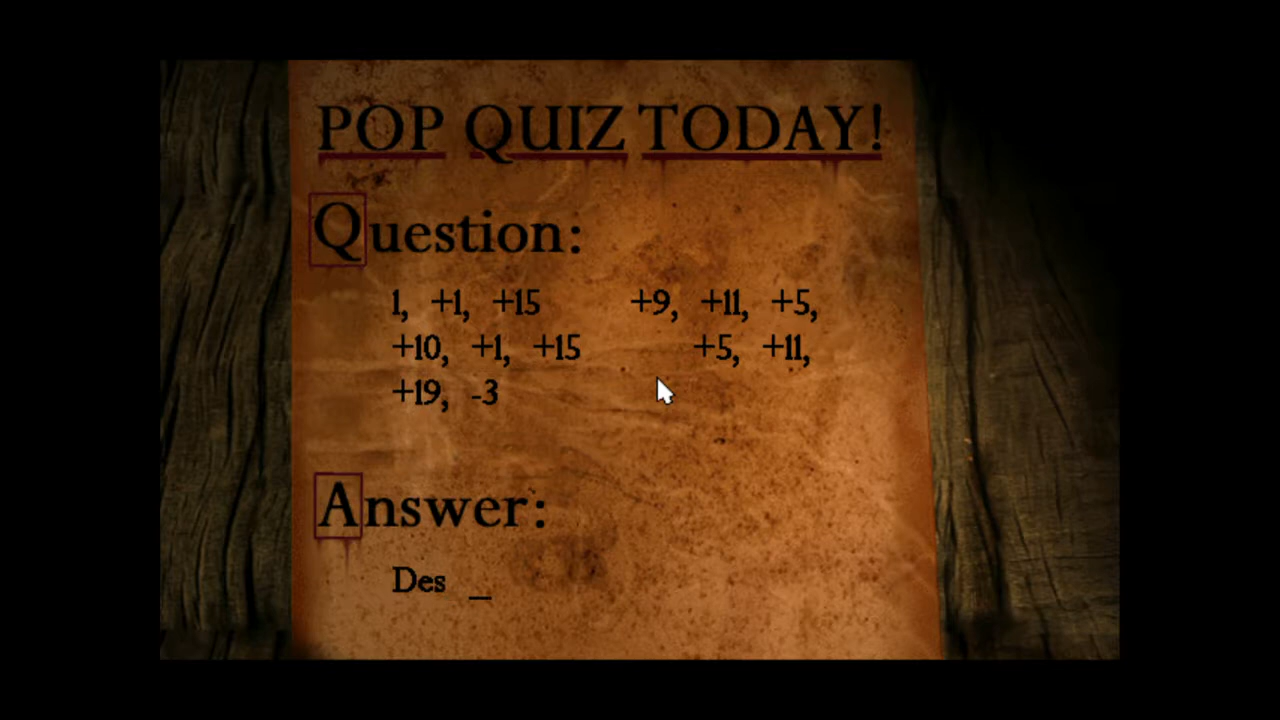 POP QUIZ TODAY!
Question:
1, +1, +15 +9, +11, +5,
+10, +1, +15 +5, +11,
+19, -3
Answer:
Des _